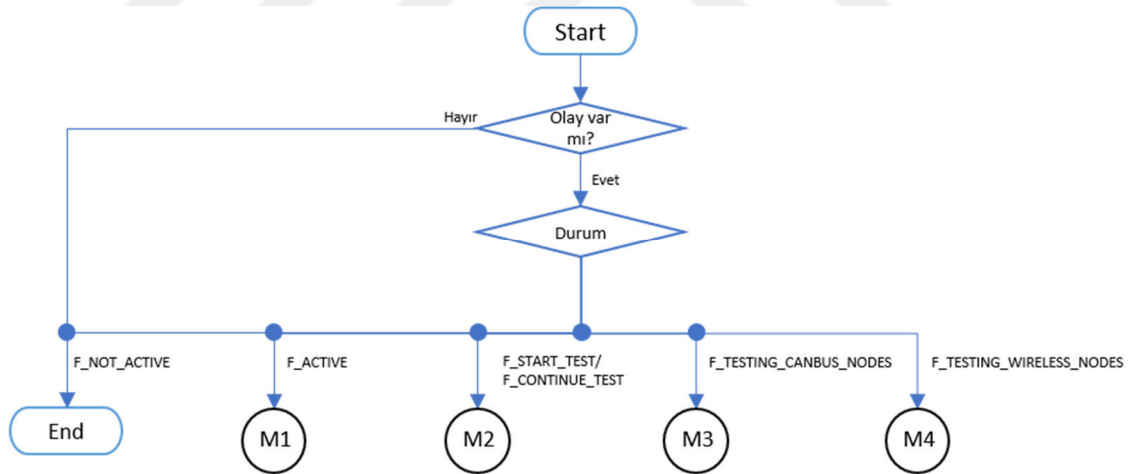 Start
Hayır
Olay var
mı?
Evet
Durum
F_NOT_ACTIVE
F_ACTIVE
F_START_TEST/
F_CONTINUE_TEST
F_TESTING_CANBUS_NODES
F_TESTING_WIRELESS_NODES
End
M1
M2
M3
M4